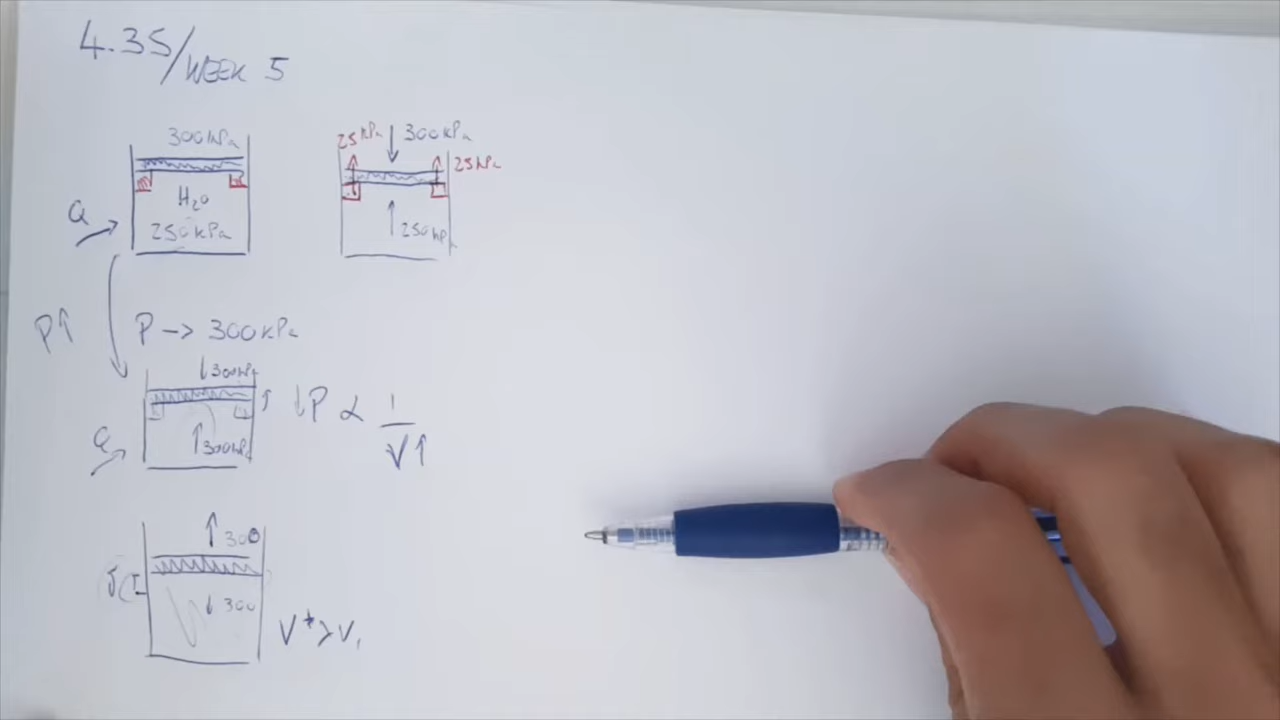 4.35/WEEK 5
300kPa
H2O
Q
250kPa
25kPa
300kPa
25kPa
250kPa
P↑
P → 300kPa
↓300kPa
↑
Q
↑300kPa
↓P ∝ 1/V↑
↑ 300
↓ 300
V* > V1